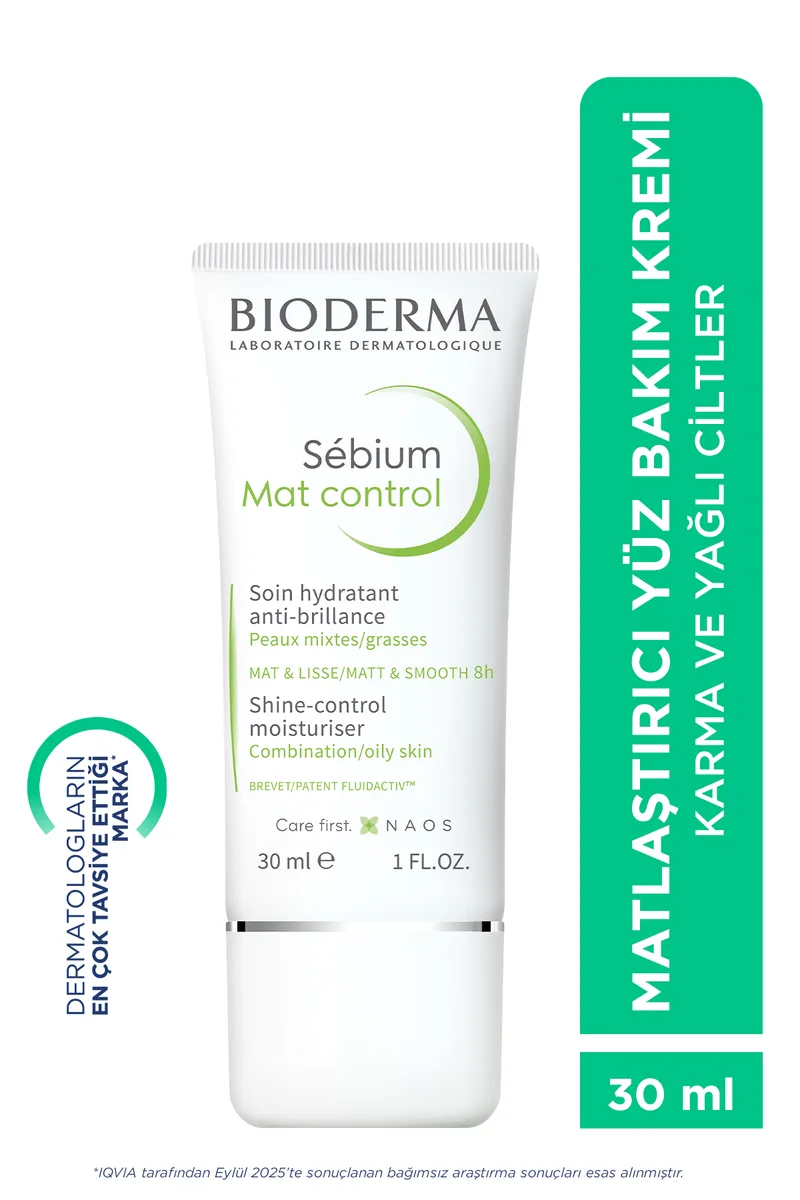 BIODERMA
LABORATOIRE DERMATOLOGIQUE
Sébium
Mat control
Soin hydratant
anti-brillance
Peaux mixtes/grasses
MAT & LISSE/MATT & SMOOTH 8h
Shine-control
moisturiser
Combination/oily skin
BREVET/PATENT FLUIDACTIV™
Care first. NAOS
30 ml ℮ 1 FL.OZ.
DERMATOLOGLARIN
EN ÇOK TAVSİYE ETTİĞİ
MARKA*
MATLAŞTIRICI YÜZ BAKIM KREMİ
KARMA VE YAĞLI CİLTLER
30 ml
*IQVIA tarafından Eylül 2025'te sonuçlanan bağımsız araştırma sonuçları esas alınmıştır.